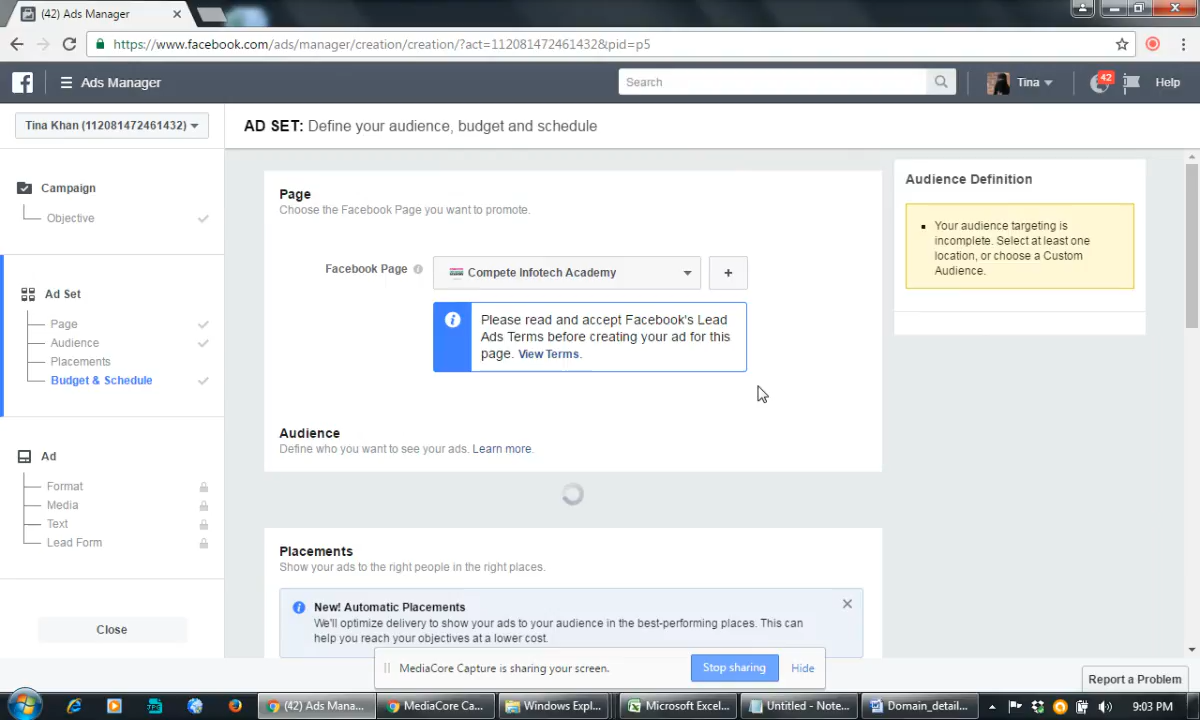 (42) Ads Manager
https://www.facebook.com/ads/manager/creation/creation/?act=112081472461432&pid=p5
Ads Manager
Search
Tina
42
Help
Tina Khan (112081472461432)
AD SET: Define your audience, budget and schedule
Campaign
Objective
Ad Set
Page
Audience
Placements
Budget & Schedule
Ad
Format
Media
Text
Lead Form
Close
Page
Choose the Facebook Page you want to promote.
Facebook Page
Compete Infotech Academy
+
Please read and accept Facebook's Lead
Ads Terms before creating your ad for this
page. View Terms.
Audience
Define who you want to see your ads. Learn more.
Placements
Show your ads to the right people in the right places.
New! Automatic Placements
We'll optimize delivery to show your ads to your audience in the best-performing places. This can
help you reach your objectives at a lower cost.
Audience Definition
Your audience targeting is
incomplete. Select at least one
location, or choose a Custom
Audience.
MediaCore Capture is sharing your screen.
Stop sharing
Hide
Report a Problem
(42) Ads Mana...
MediaCore Ca...
Windows Expl...
Microsoft Excel...
Untitled - Note...
Domain_detail...
9:03 PM